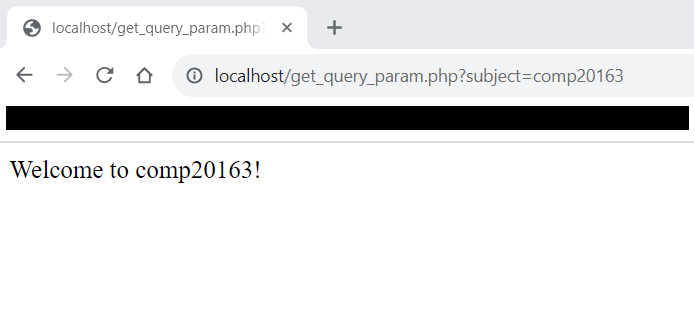 localhost/get_query_param.php?
localhost/get_query_param.php?subject=comp20163
Welcome to comp20163!